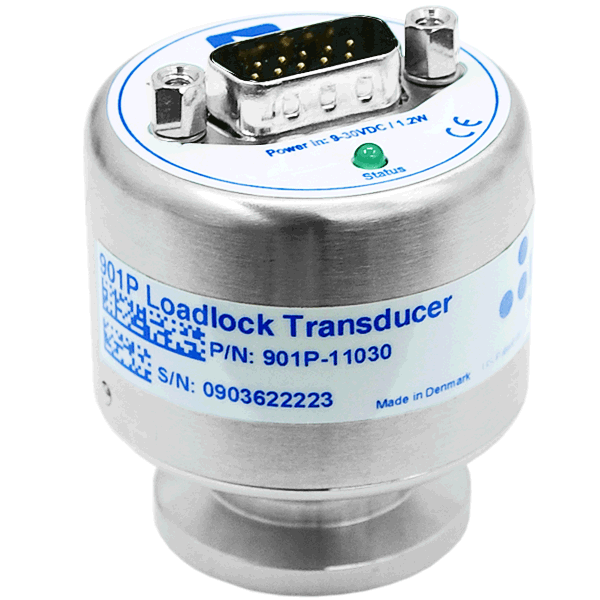 Power in: 9-30VDC / 1.2W
CE
Status
901P Loadlock Transducer
P/N: 901P-11030
S/N: 0903622223
Made in Denmark